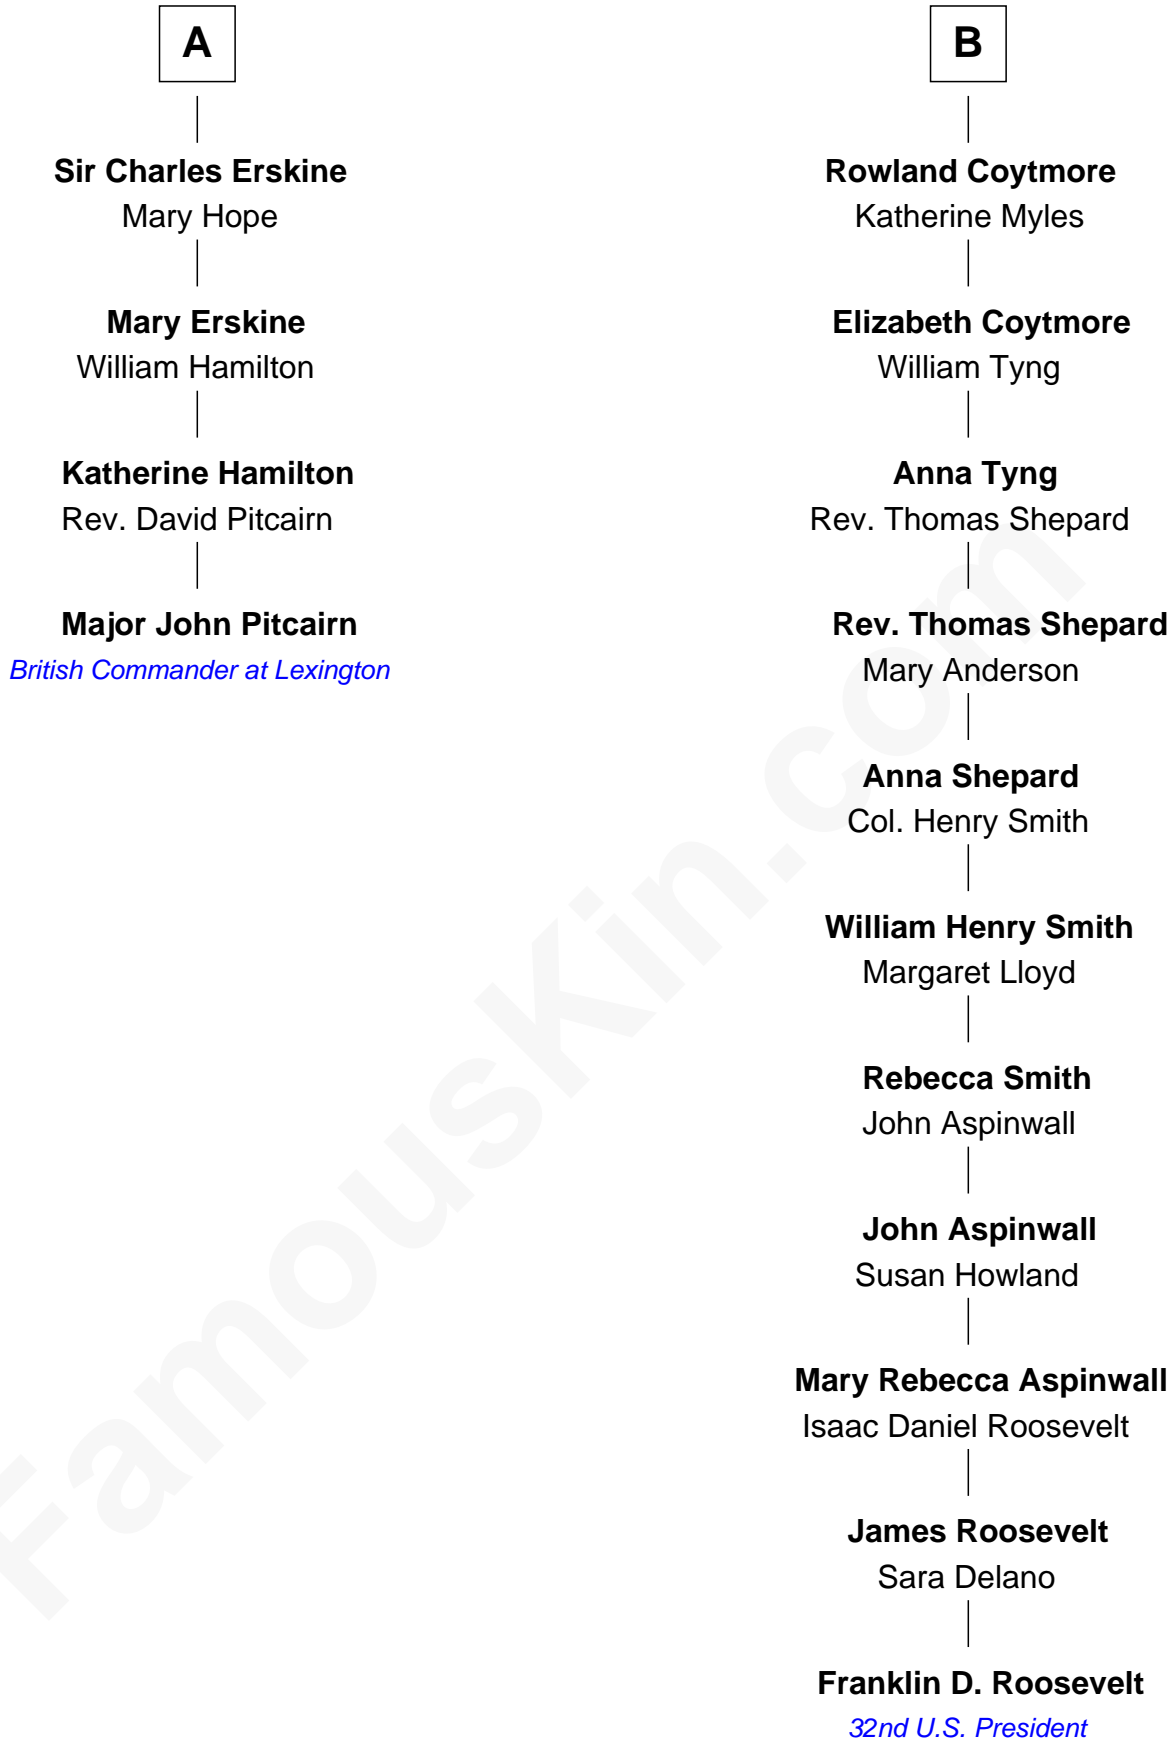 A
Sir Charles Erskine
Mary Hope
Mary Erskine
William Hamilton
Katherine Hamilton
Rev. David Pitcairn
Major John Pitcairn
British Commander at Lexington
B
Rowland Coytmore
Katherine Myles
Elizabeth Coytmore
William Tyng
Anna Tyng
Rev. Thomas Shepard
Rev. Thomas Shepard
Mary Anderson
Anna Shepard
Col. Henry Smith
William Henry Smith
Margaret Lloyd
Rebecca Smith
John Aspinwall
John Aspinwall
Susan Howland
Mary Rebecca Aspinwall
Isaac Daniel Roosevelt
James Roosevelt
Sara Delano
Franklin D. Roosevelt
32nd U.S. President
FamousKin.com